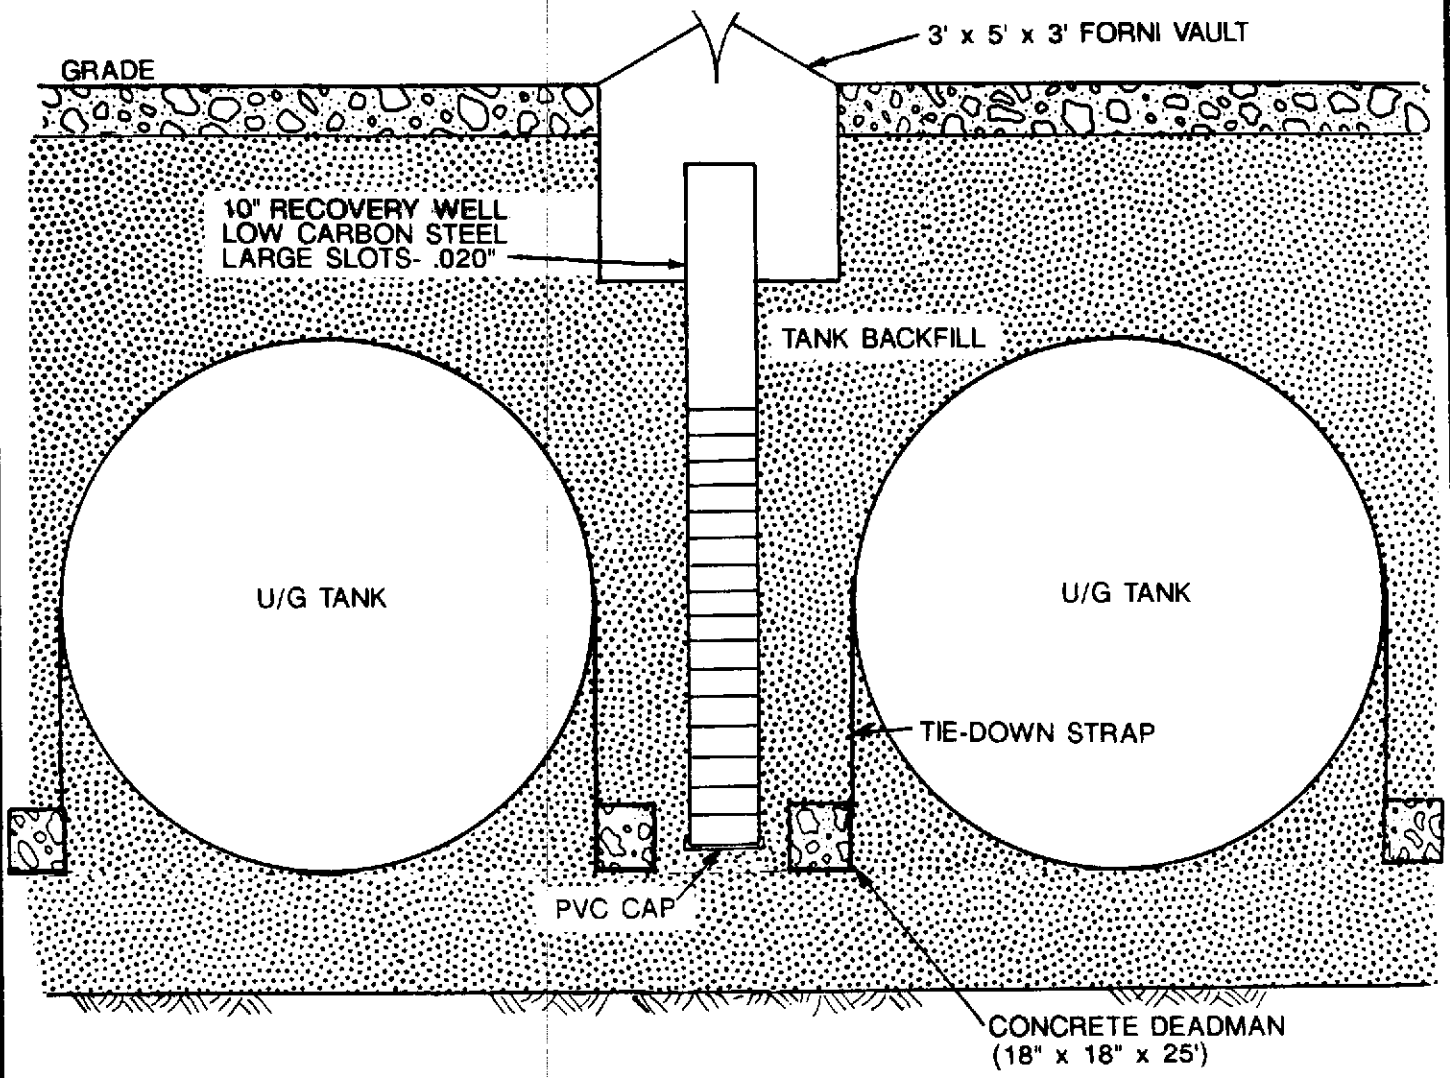 3' x 5' x 3' FORNI VAULT
GRADE
10" RECOVERY WELL
LOW CARBON STEEL
LARGE SLOTS- .020"
TANK BACKFILL
U/G TANK
U/G TANK
TIE-DOWN STRAP
PVC CAP
CONCRETE DEADMAN
(18" x 18" x 25')